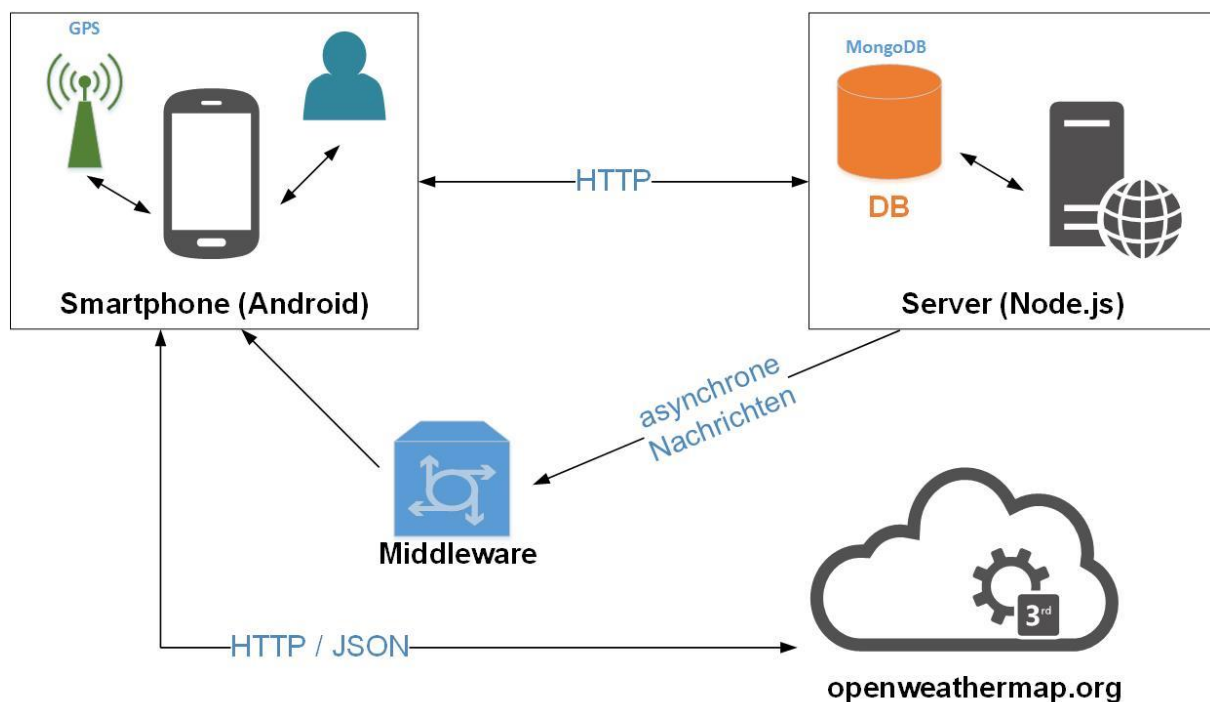 GPS
MongoDB
HTTP
DB
Smartphone (Android)
Server (Node.js)
asynchrone
Nachrichten
Middleware
3rd
HTTP / JSON
openweathermap.org